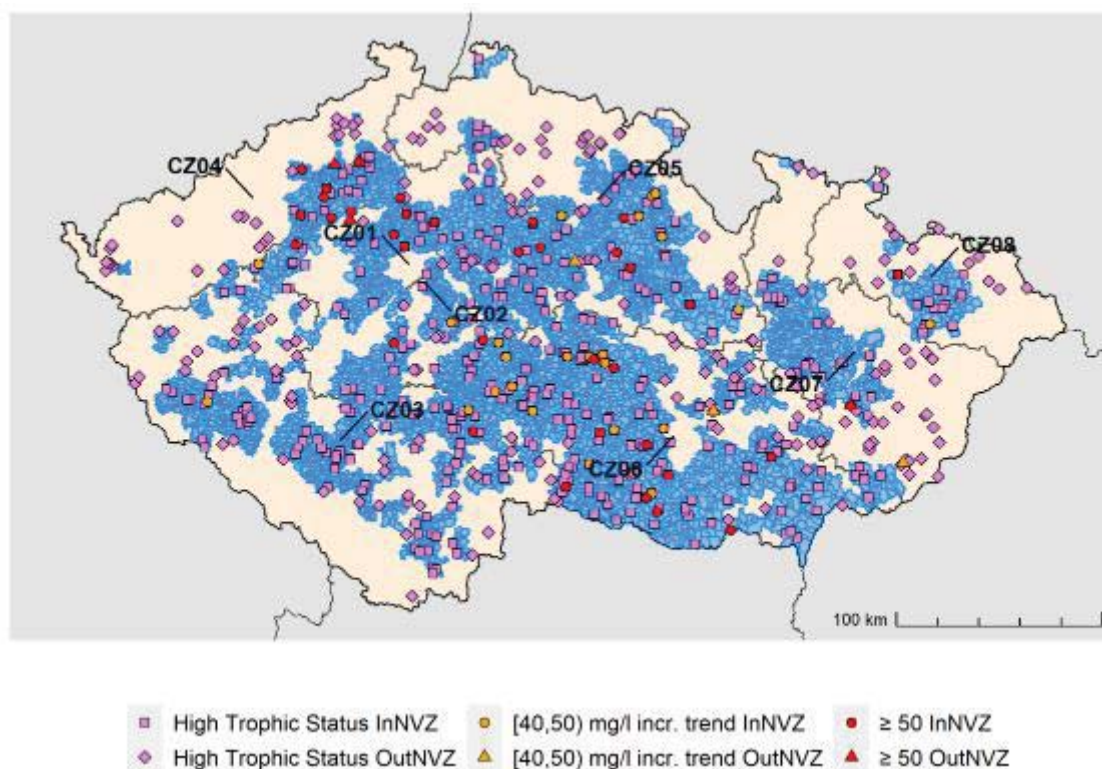 CZ04
CZ05
CZ01
CZ08
CZ02
CZ07
CZ03
CZ06
100 km
High Trophic Status InNVZ [40,50) mg/l incr. trend InNVZ ≥ 50 InNVZ
High Trophic Status OutNVZ [40,50) mg/l incr. trend OutNVZ ≥ 50 OutNVZ